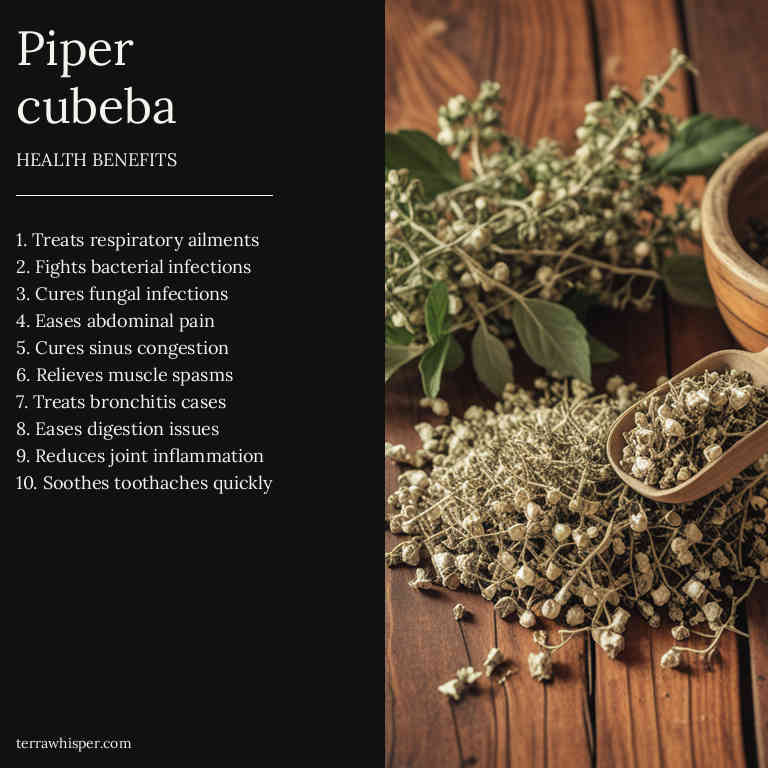 Piper
cubeba
HEALTH BENEFITS
1. Treats respiratory ailments
2. Fights bacterial infections
3. Cures fungal infections
4. Eases abdominal pain
5. Cures sinus congestion
6. Relieves muscle spasms
7. Treats bronchitis cases
8. Eases digestion issues
9. Reduces joint inflammation
10. Soothes toothaches quickly
terrawhisper.com